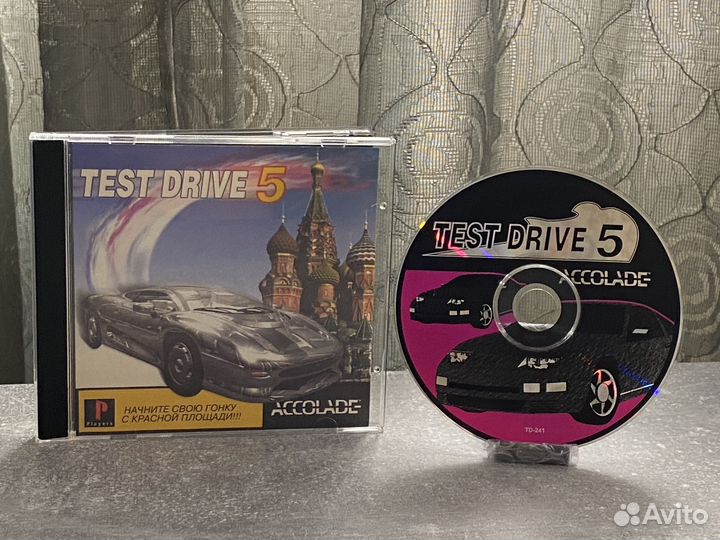 TEST DRIVE 5
P
Players
НАЧНИТЕ СВОЮ ГОНКУ
С КРАСНОЙ ПЛОЩАДИ!!!
ACCOLADE
TEST DRIVE 5
ACCOLADE
TD-241
Avito